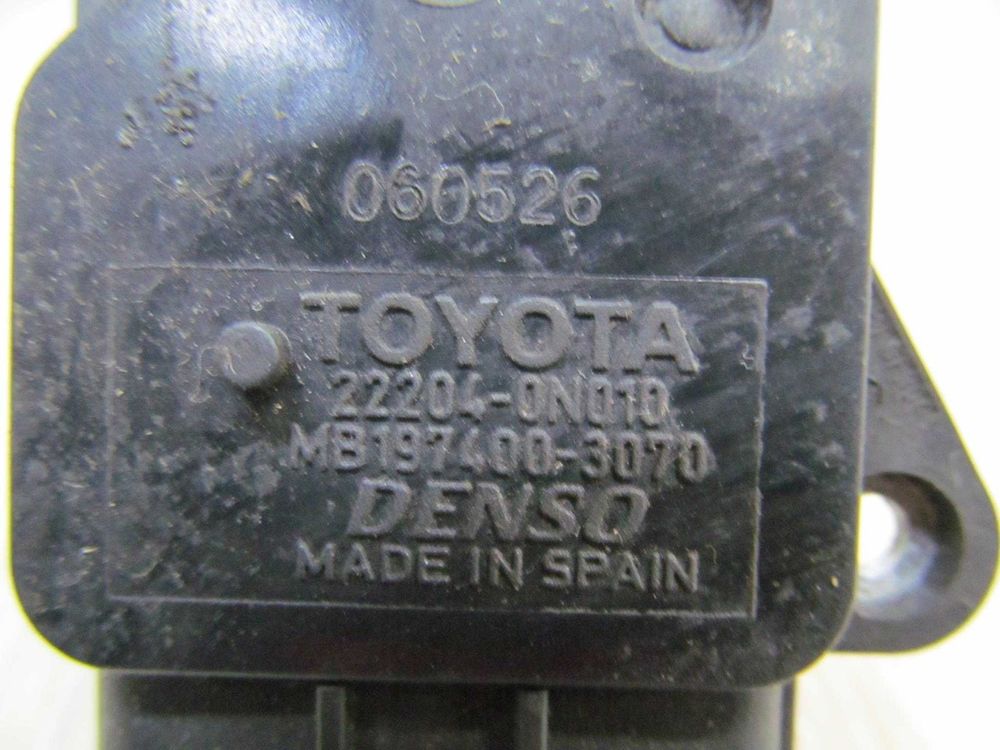 060526
TOYOTA
22204-0N010
MB197400-3070
DENSO
MADE IN SPAIN